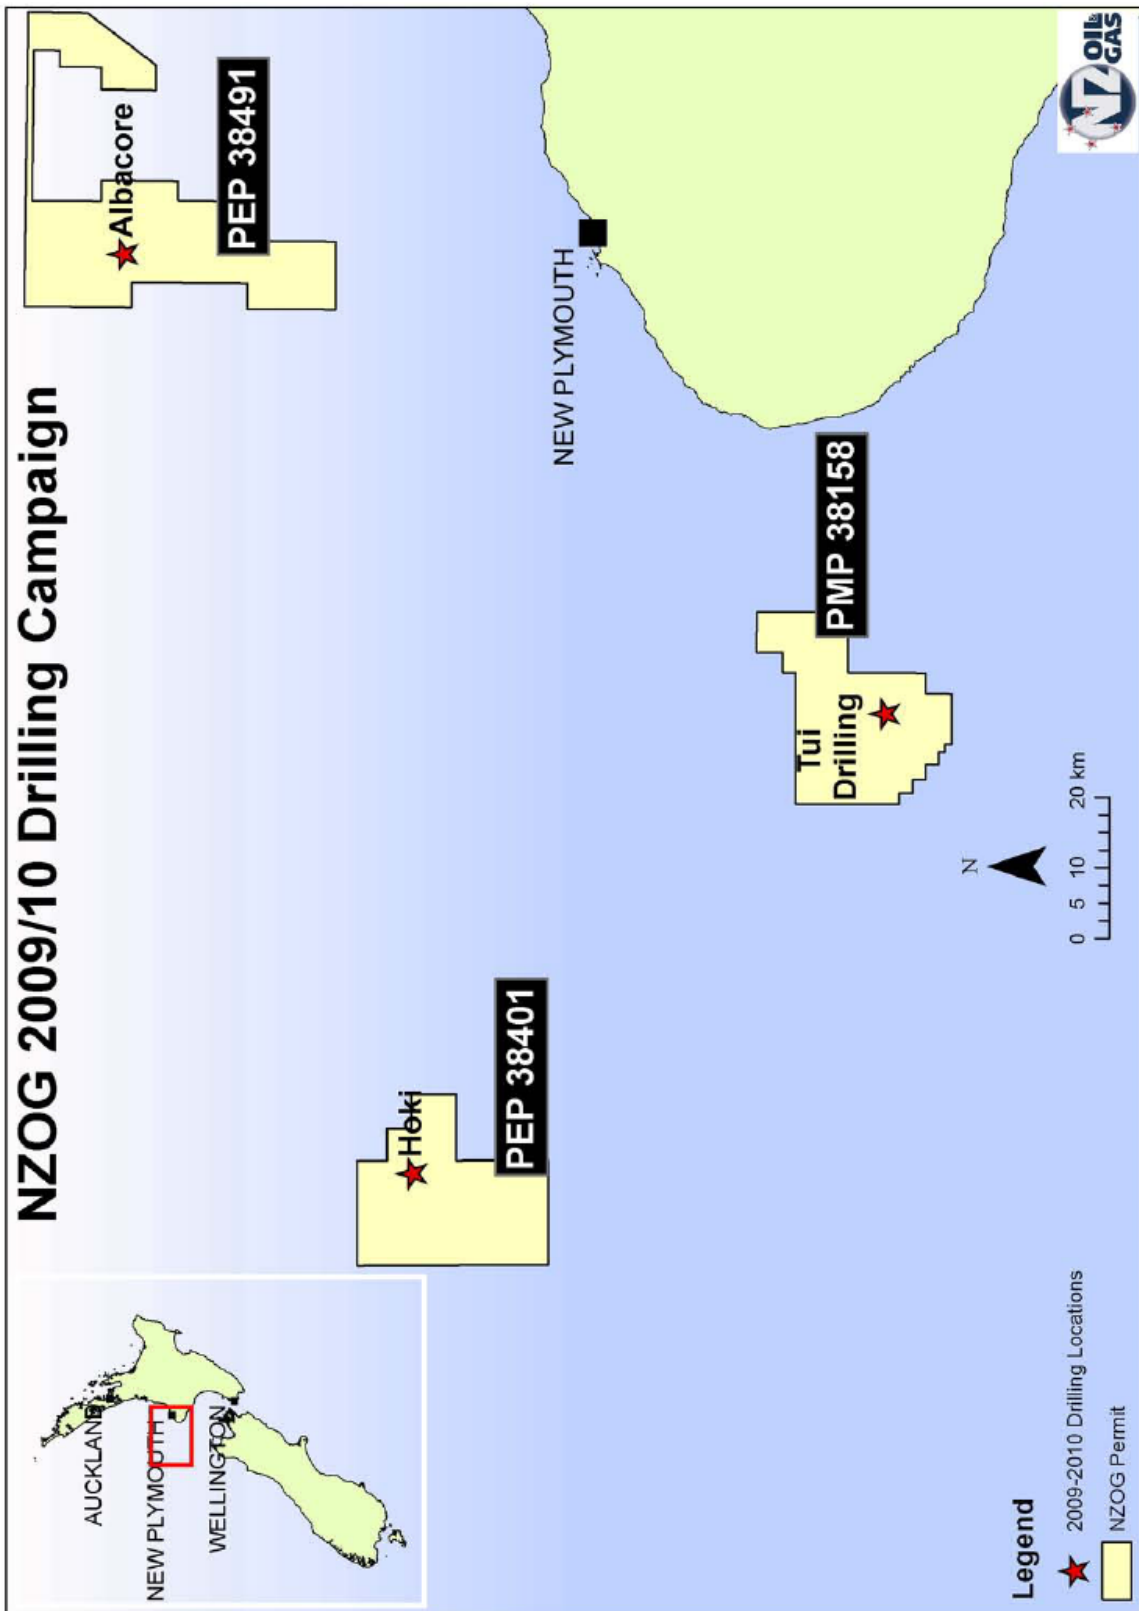 NZOG 2009/10 Drilling Campaign
AUCKLAND
NEW PLYMOUTH
WELLINGTON
Albacore
PEP 38491
Hoki
PEP 38401
NEW PLYMOUTH
Tui
Drilling
PMP 38158
N
0 5 10 20 km
Legend
2009-2010 Drilling Locations
NZOG Permit
NZ OIL
GAS